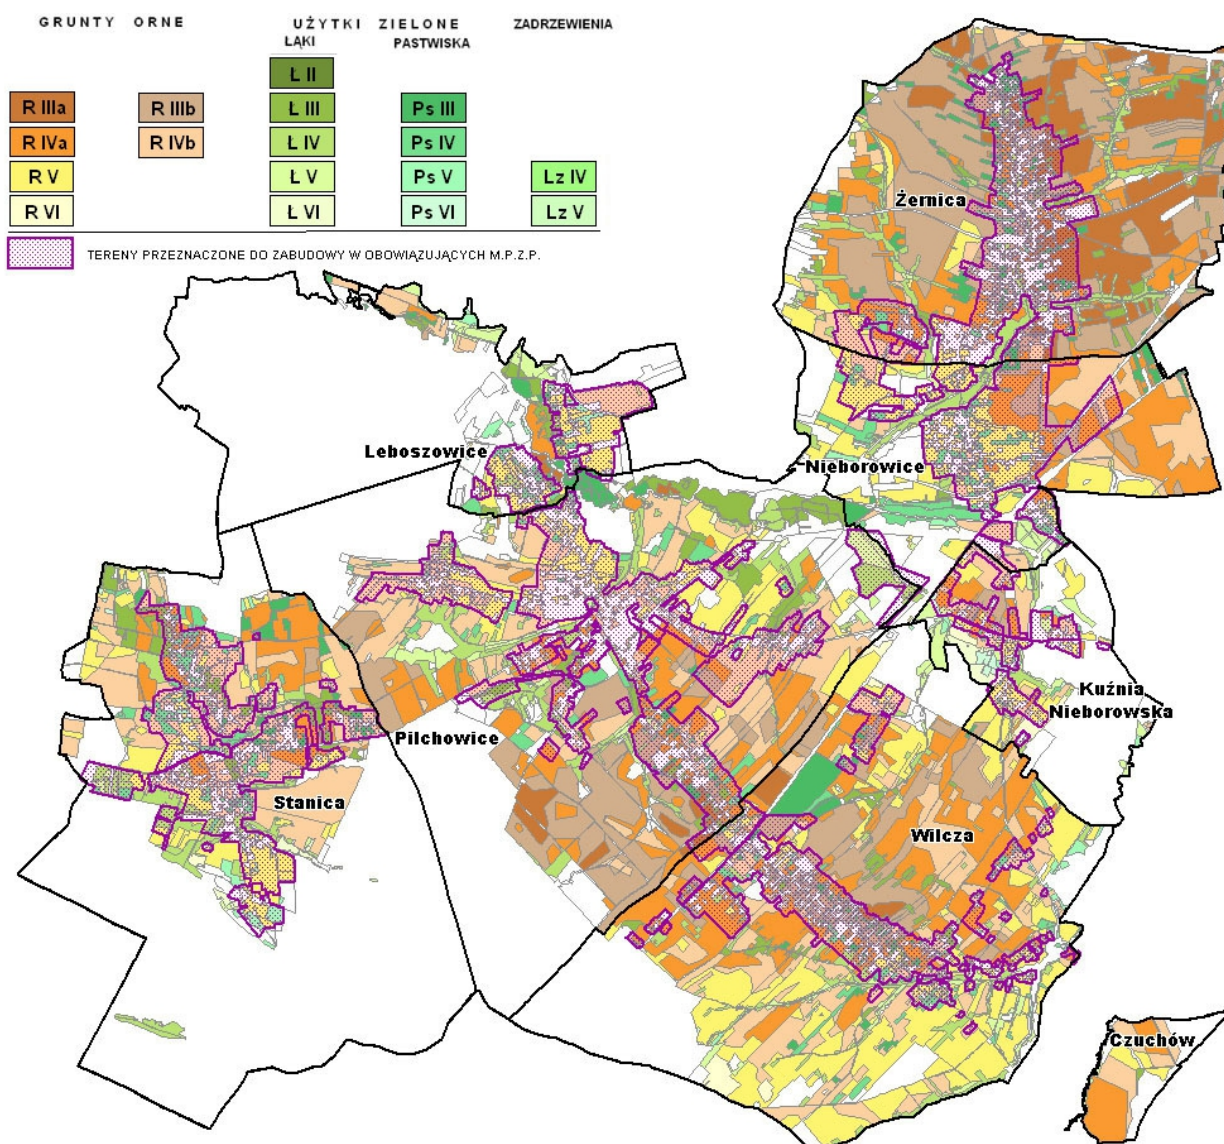 GRUNTY ORNE UŻYTKI ZIELONE ZADRZEWIENIA
ŁĄKI PASTWISKA
Ł II
R IIIa R IIIb Ł III Ps III
R IVa R IVb Ł IV Ps IV
R V Ł V Ps V Lz IV
R VI Ł VI Ps VI Lz V
TERENY PRZEZNACZONE DO ZABUDOWY W OBOWIĄZUJĄCYCH M.P.Z.P.
Żernica
Leboszowice
Nieborowice
Kuźnia
Nieborowska
Pilchowice
Stanica
Wilcza
Czuchów